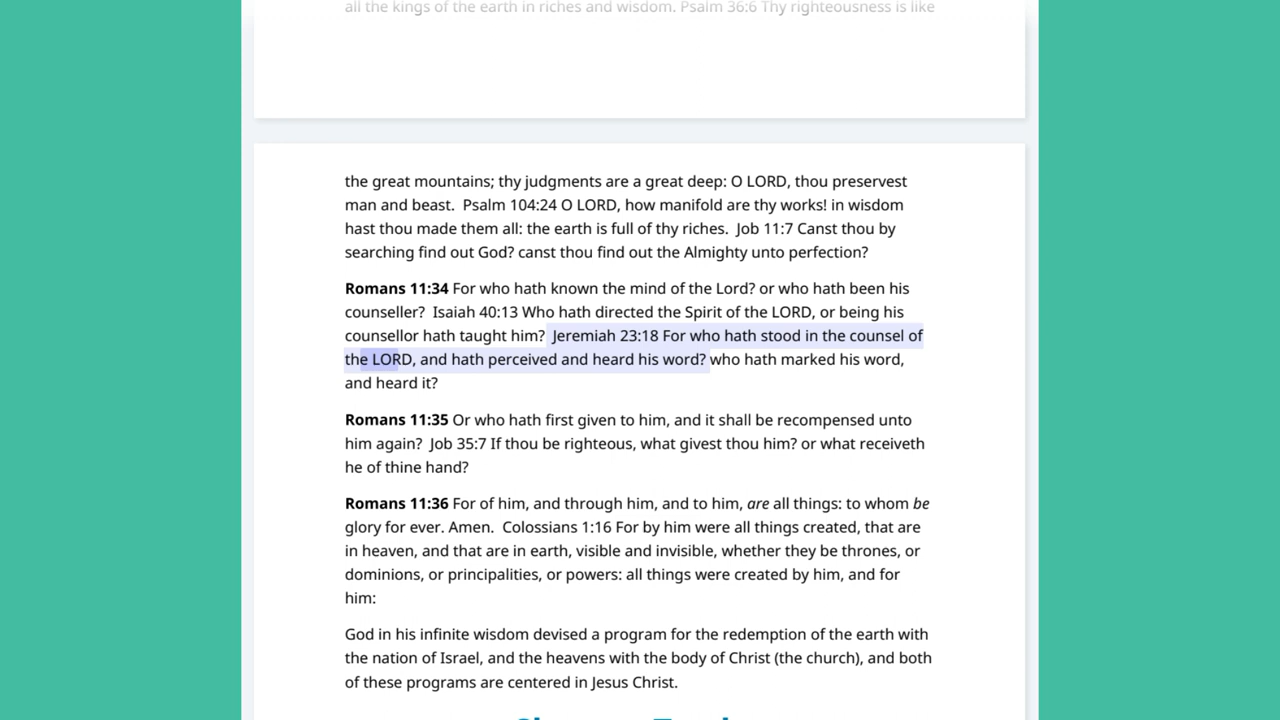 all the kings of the earth in riches and wisdom. Psalm 36:6 Thy righteousness is like
the great mountains; thy judgments are a great deep: O LORD, thou preservest
man and beast.  Psalm 104:24 O LORD, how manifold are thy works! in wisdom
hast thou made them all: the earth is full of thy riches.  Job 11:7 Canst thou by
searching find out God? canst thou find out the Almighty unto perfection?
Romans 11:34 For who hath known the mind of the Lord? or who hath been his
counseller?  Isaiah 40:13 Who hath directed the Spirit of the LORD, or being his
counsellor hath taught him?  Jeremiah 23:18 For who hath stood in the counsel of
the LORD, and hath perceived and heard his word? who hath marked his word,
and heard it?
Romans 11:35 Or who hath first given to him, and it shall be recompensed unto
him again?  Job 35:7 If thou be righteous, what givest thou him? or what receiveth
he of thine hand?
Romans 11:36 For of him, and through him, and to him, are all things: to whom be
glory for ever. Amen.  Colossians 1:16 For by him were all things created, that are
in heaven, and that are in earth, visible and invisible, whether they be thrones, or
dominions, or principalities, or powers: all things were created by him, and for
him:
God in his infinite wisdom devised a program for the redemption of the earth with
the nation of Israel, and the heavens with the body of Christ (the church), and both
of these programs are centered in Jesus Christ.